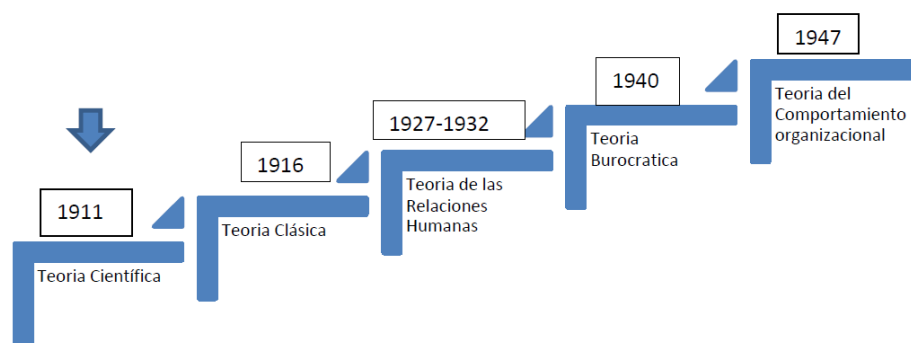 1911
Teoria Científica
1916
Teoria Clásica
1927-1932
Teoria de las
Relaciones
Humanas
1940
Teoria
Burocratica
1947
Teoria del
Comportamiento
organizacional